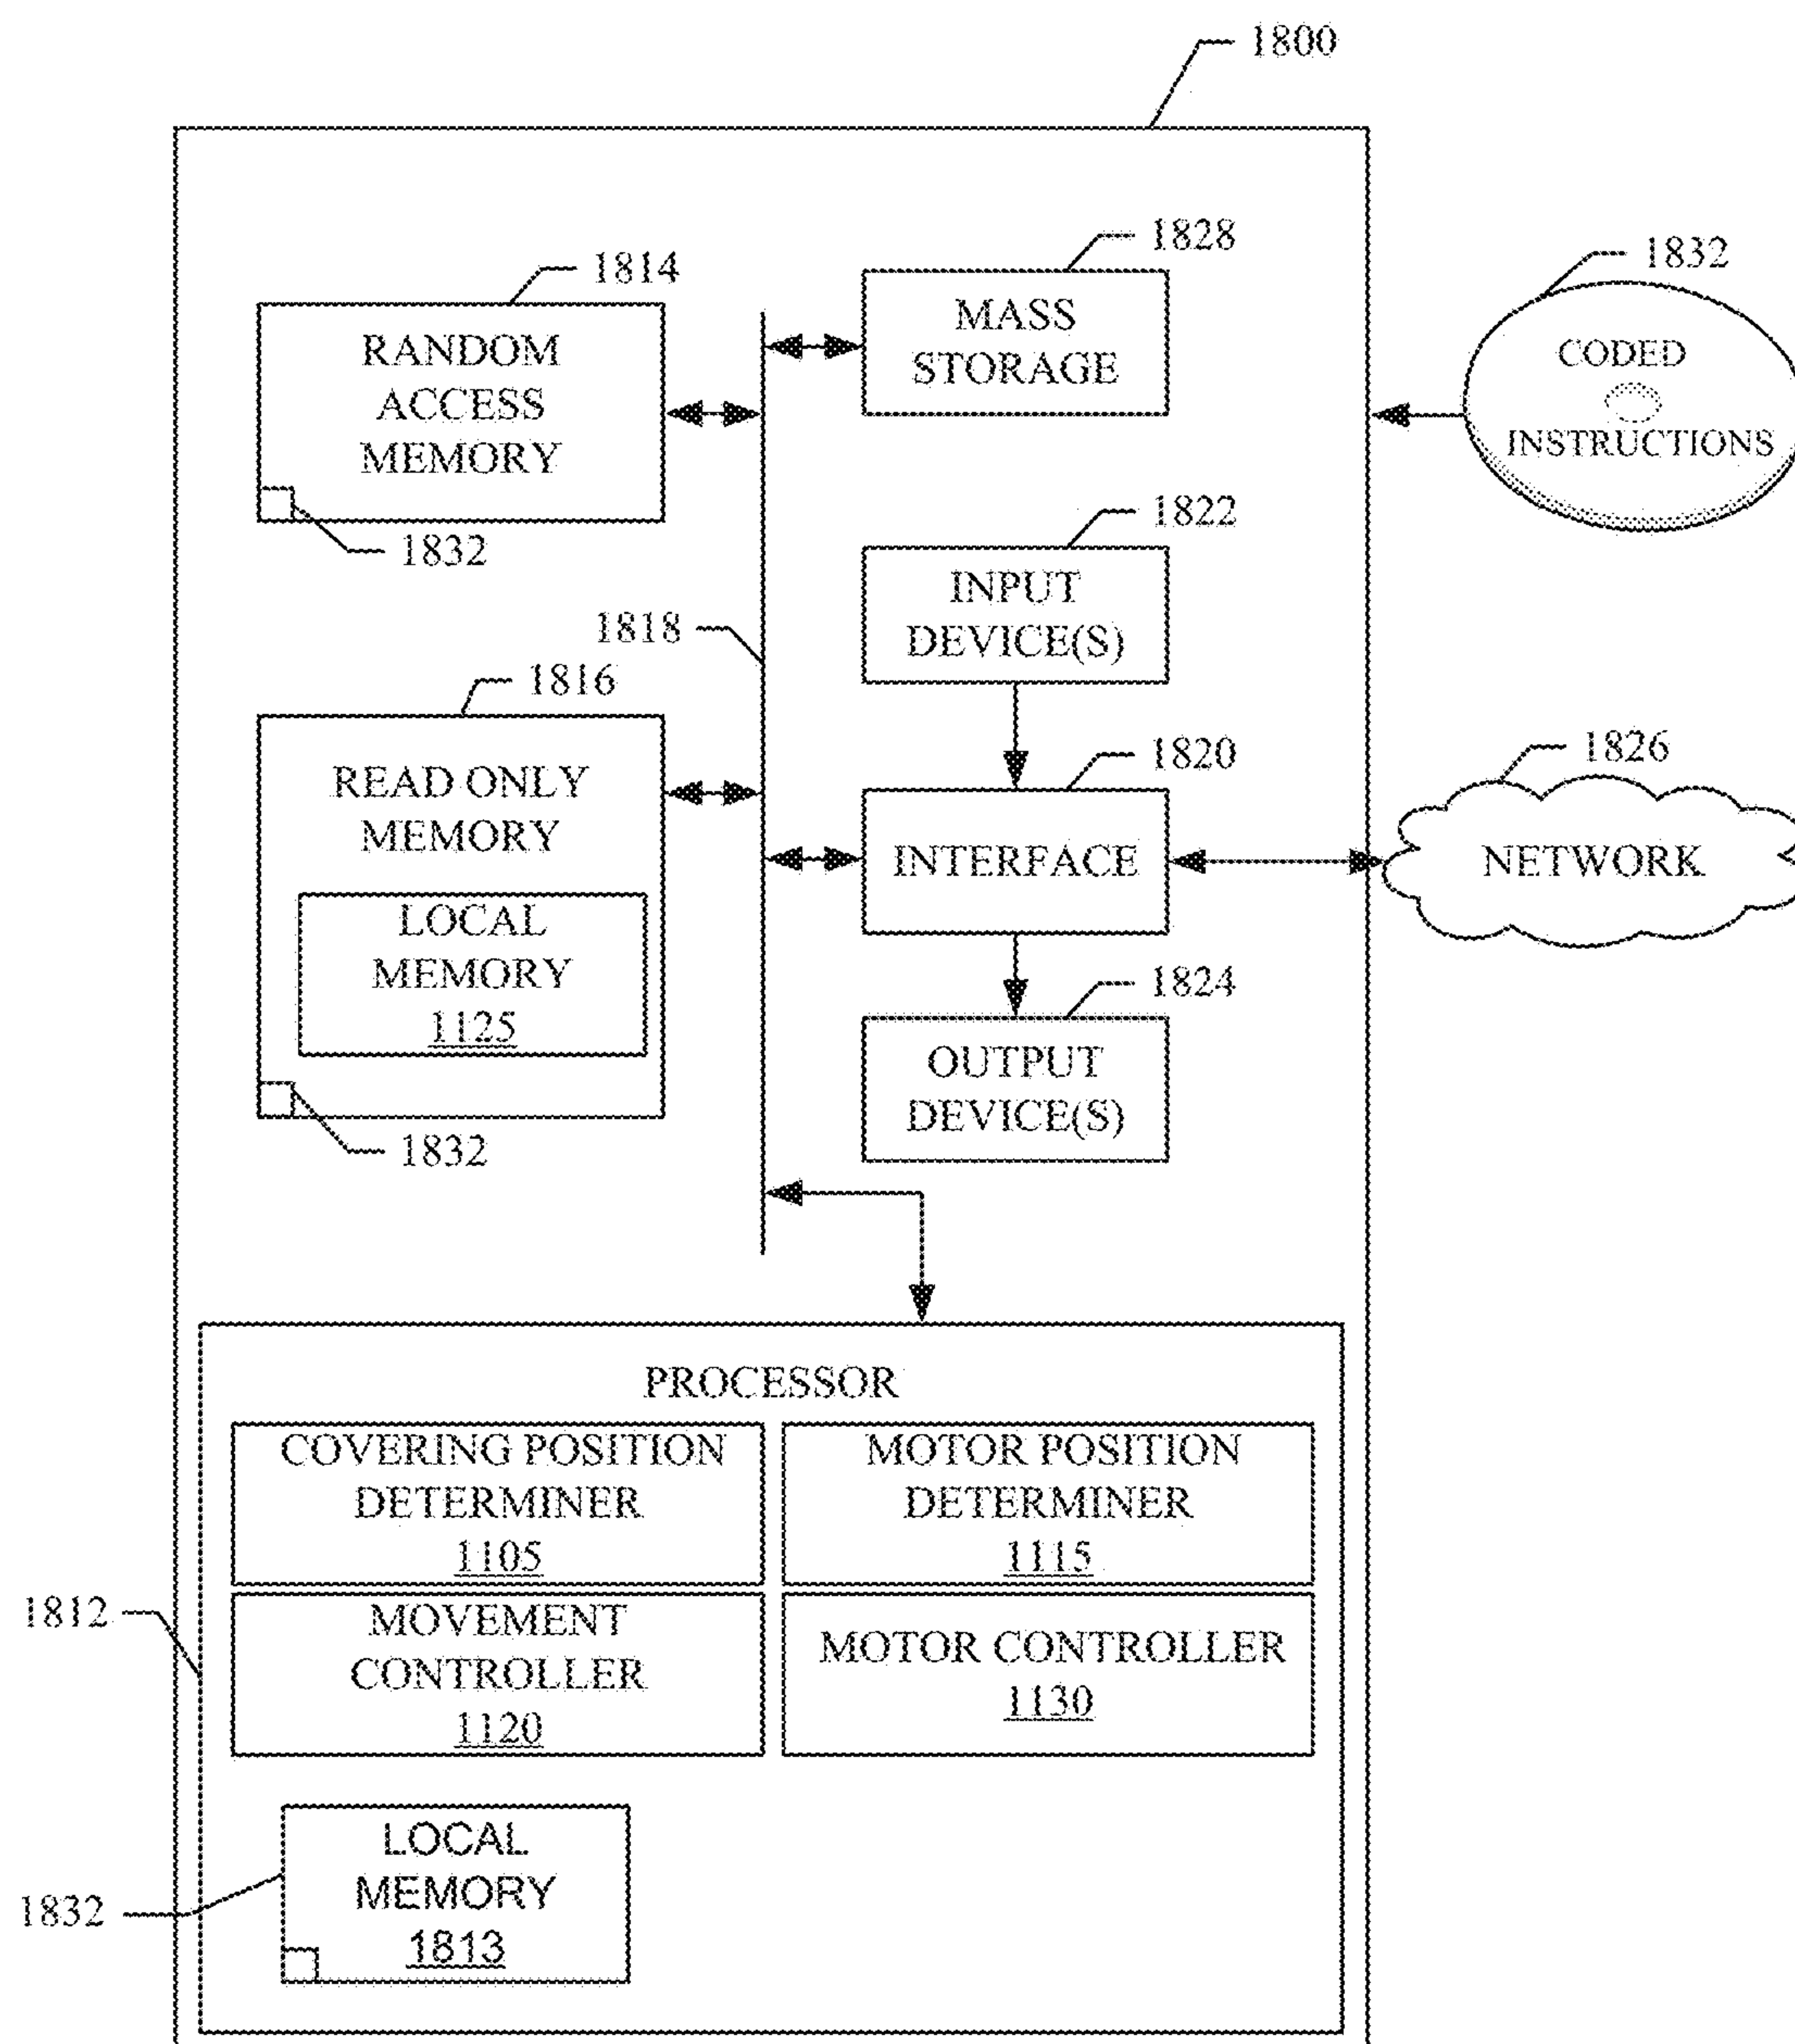 1800
1828
1814
1832
MASS
STORAGE
RANDOM
ACCESS
MEMORY
CODED
INSTRUCTIONS
1832
1822
INPUT
DEVICE(S)
1818
1816
1820
1826
READ ONLY
MEMORY
INTERFACE
NETWORK
LOCAL
MEMORY
1125
1824
OUTPUT
DEVICE(S)
1832
PROCESSOR
COVERING POSITION
DETERMINER
1105
MOTOR POSITION
DETERMINER
1115
1812
MOVEMENT
CONTROLLER
1120
MOTOR CONTROLLER
1130
LOCAL
MEMORY
1813
1832